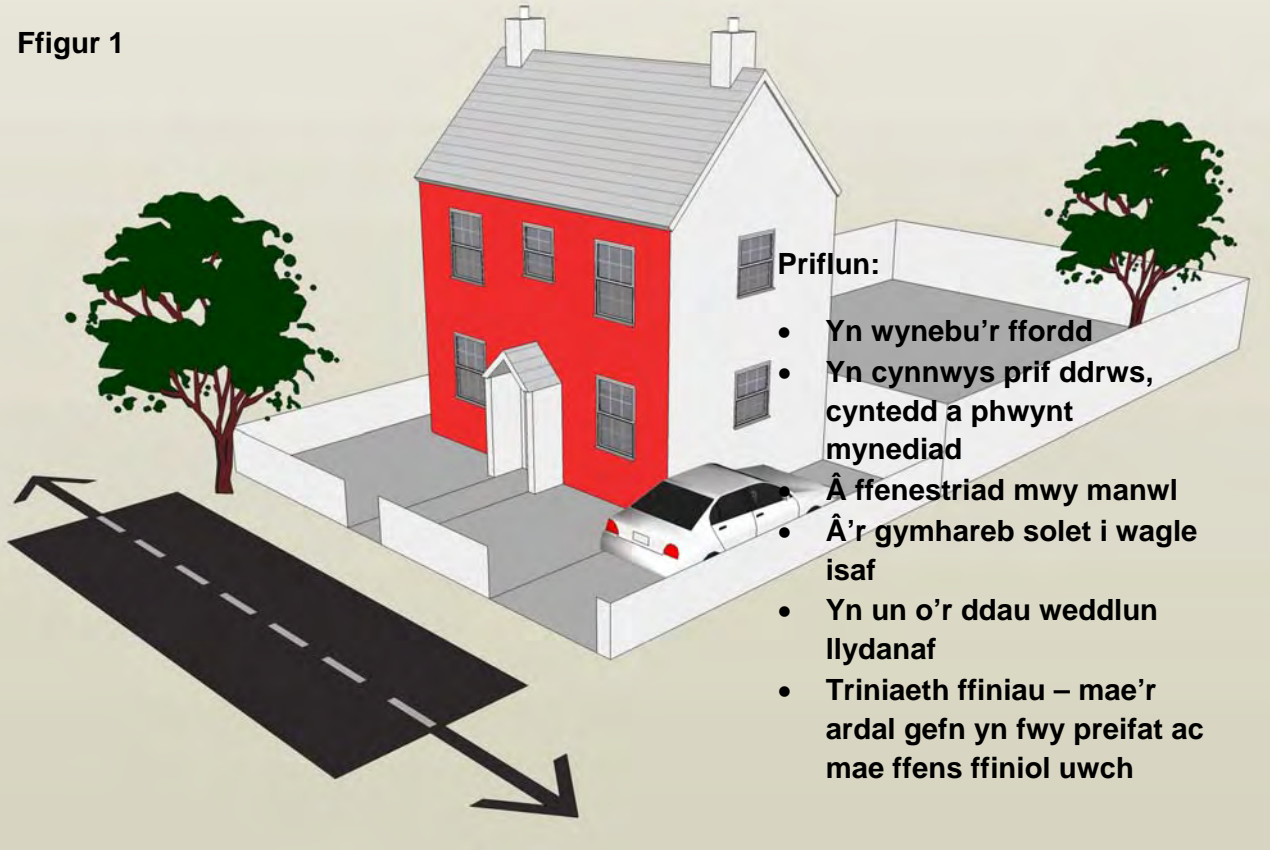 Ffigur 1
Priflun:
• Yn wynebu’r ffordd
• Yn cynnwys prif ddrws,
cyntedd a phwynt
mynediad
• Â ffenestriad mwy manwl
• Â’r gymhareb solet i wagle
isaf
• Yn un o’r ddau weddlun
llydanaf
• Triniaeth ffiniau – mae’r
ardal gefn yn fwy preifat ac
mae ffens ffiniol uwch